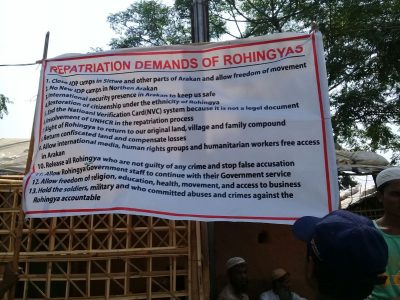 REPATRIATION DEMANDS OF ROHINGYAS
1. Close IDP camps in Sittwe and other parts of Arakan and allow freedom of movement
2. No New IDP camps in Northen Arakan
3. International security presence in Arakan to keep us safe
4. Restoration of citizenship under the ethnicity of Rohingya
5. End the National Verification Card(NVC) system because it is not a legal document
6. Involvement of UNHCR in the repatriation process
7. Right of Rohingya to return to our original land, village and family compound
8. Return confiscated land and compensate losses
9. Allow international media, human rights groups and humanitarian workers free access
in Arakan
10. Release all Rohingya who are not guilty of any crime and stop false accusation
11. Allow Rohingya Government staff to continue with their Government service
12. Allow freedom of religion, education, health, movement, and access to business
13. Hold the soldiers, military and who committed abuses and crimes against the
Rohingya accountable